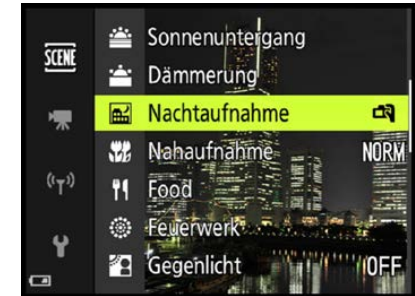 SCENE
Sonnenuntergang
Dämmerung
Nachtaufnahme
Nahaufnahme NORM
Food
Feuerwerk
Gegenlicht OFF